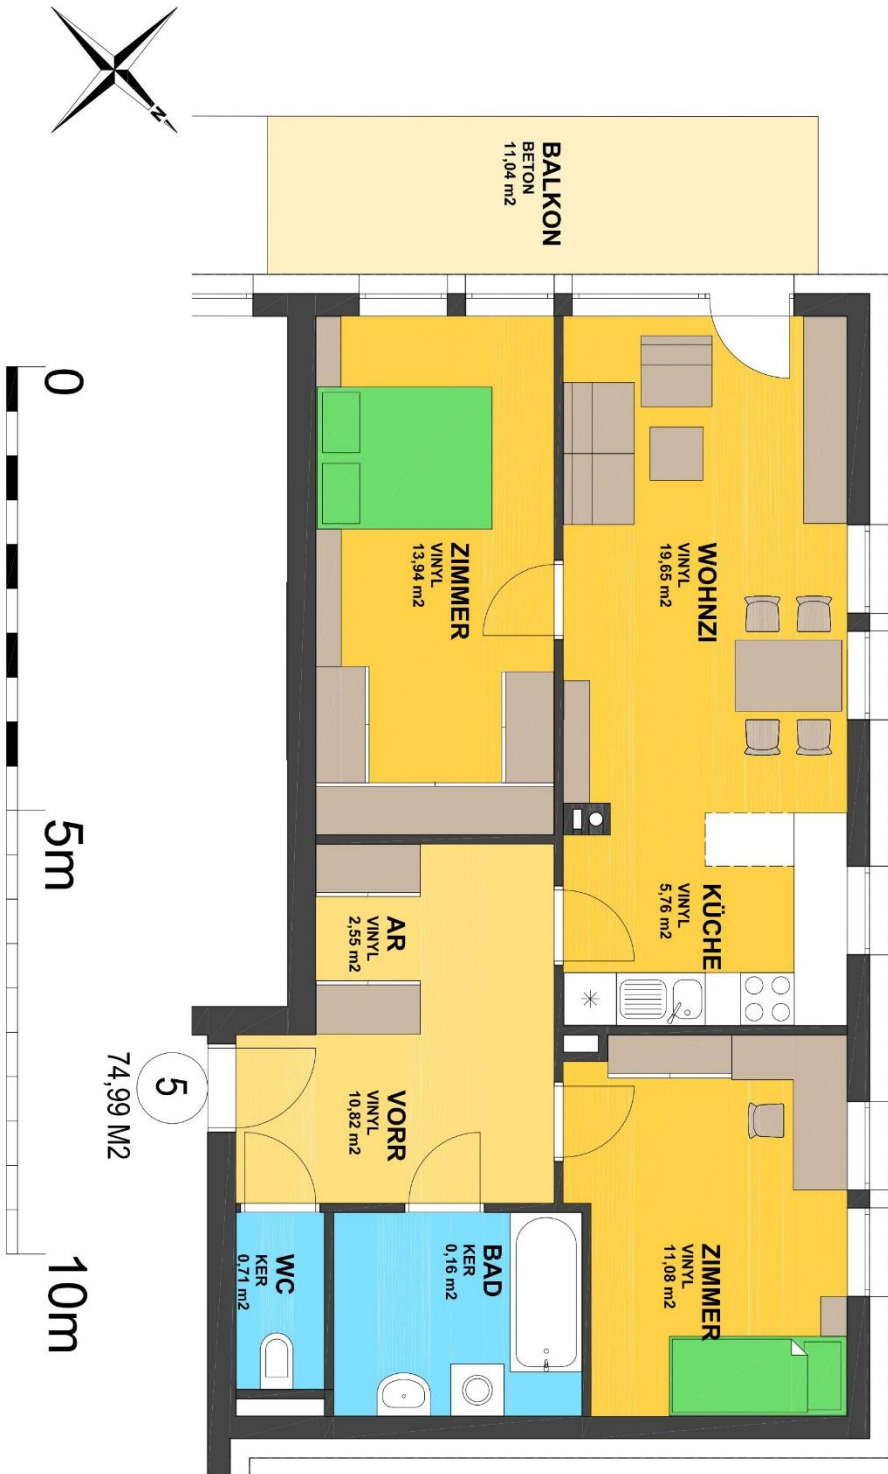 N
BALKON
BETON
11,04 m2
ZIMMER
VINYL
13,94 m2
WOHNZI
VINYL
19,65 m2
KÜCHE
VINYL
5,76 m2
AR
VINYL
2,55 m2
VORR
VINYL
10,82 m2
ZIMMER
VINYL
11,08 m2
BAD
KER
0,16 m2
WC
KER
0,71 m2
5
74,99 M2
0
5m
10m